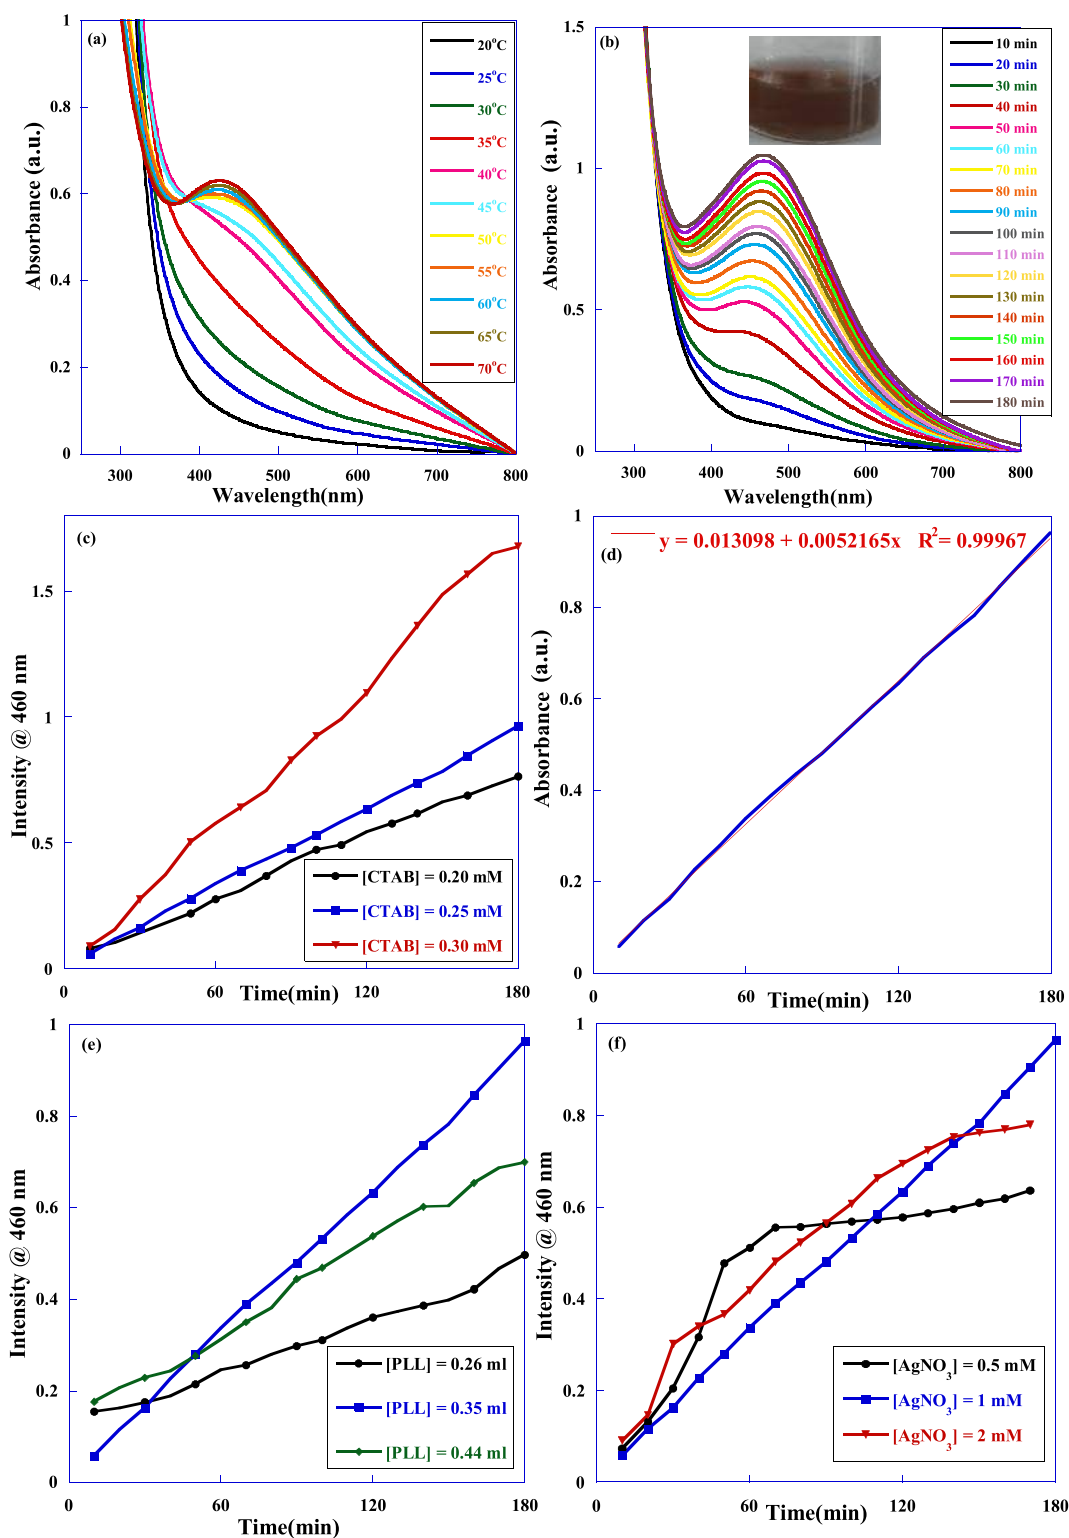 (a)
1
0.8
0.6
0.4
0.2
0
300 400 500 600 700 800
Absorbance (a.u.)
Wavelength(nm)
20°C
25°C
30°C
35°C
40°C
45°C
50°C
55°C
60°C
65°C
70°C
(b)
1.5
1
0.5
0
300 400 500 600 700 800
Absorbance (a.u.)
Wavelength(nm)
10 min
20 min
30 min
40 min
50 min
60 min
70 min
80 min
90 min
100 min
110 min
120 min
130 min
140 min
150 min
160 min
170 min
180 min
(c)
1.5
1
0.5
0
0 60 120 180
Intensity @ 460 nm
Time(min)
[CTAB] = 0.20 mM
[CTAB] = 0.25 mM
[CTAB] = 0.30 mM
(d)
y = 0.013098 + 0.0052165x R²= 0.99967
1
0.8
0.6
0.4
0.2
0
0 60 120 180
Absorbance (a.u.)
Time(min)
(e)
1
0.8
0.6
0.4
0.2
0
0 60 120 180
Intensity @ 460 nm
Time(min)
[PLL] = 0.26 ml
[PLL] = 0.35 ml
[PLL] = 0.44 ml
(f)
1
0.8
0.6
0.4
0.2
0
0 60 120 180
Intensity @ 460 nm
Time(min)
[AgNO₃] = 0.5 mM
[AgNO₃] = 1 mM
[AgNO₃] = 2 mM